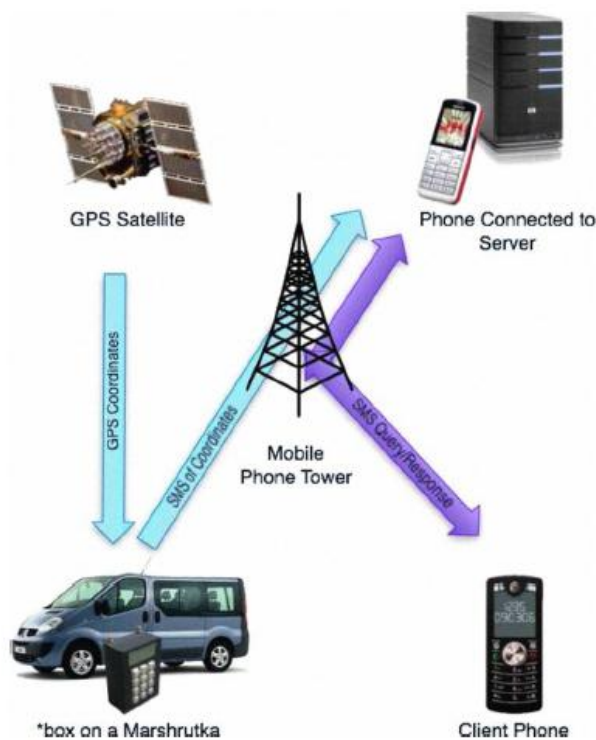 GPS Satellite
Phone Connected to
Server
GPS Coordinates
SMS of Coordinates
SMS Query/Response
Mobile
Phone Tower
*box on a Marshrutka
Client Phone